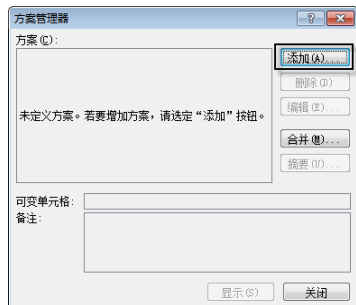 方案管理器
方案(C):
添加(A)...
删除(D)
未定义方案。若要增加方案，请选定“添加”按钮。
编辑(E)...
合并(M)...
摘要(U)...
可变单元格:
备注:
显示(S)
关闭